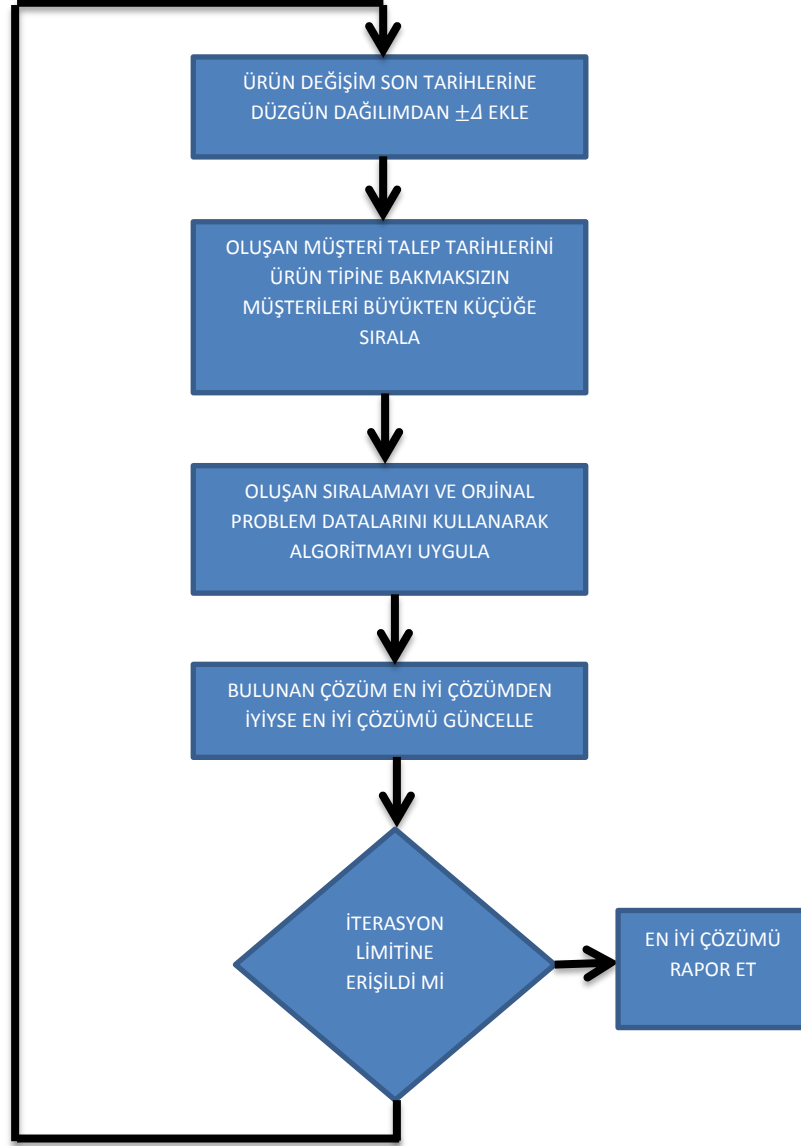 ÜRÜN DEĞİŞİM SON TARİHLERİNE
DÜZGÜN DAĞILIMDAN ±Δ EKLE
OLUŞAN MÜŞTERİ TALEP TARİHLERİNİ
ÜRÜN TİPİNE BAKMAKSIZIN
MÜŞTERİLERİ BÜYÜKTEN KÜÇÜĞE
SIRALA
OLUŞAN SIRALAMAYI VE ORJİNAL
PROBLEM DATALARINI KULLANARAK
ALGORİTMAYI UYGULA
BULUNAN ÇÖZÜM EN İYİ ÇÖZÜMDEN
İYİYSE EN İYİ ÇÖZÜMÜ GÜNCELLE
İTERASYON
LİMİTİNE
ERİŞİLDİ Mİ
EN İYİ ÇÖZÜMÜ
RAPOR ET